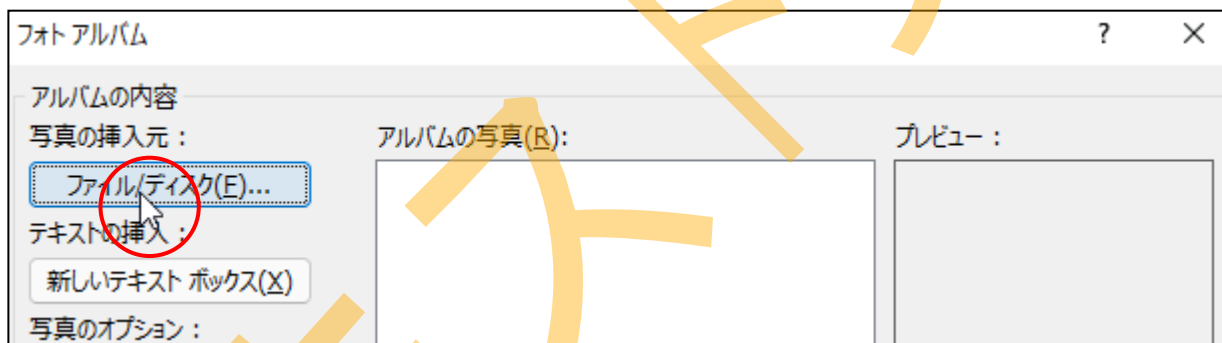 フォト アルバム ? ×
アルバムの内容
写真の挿入元： アルバムの写真(R): プレビュー：
ファイル/ディスク(F)...
テキストの挿入：
新しいテキスト ボックス(X)
写真のオプション：